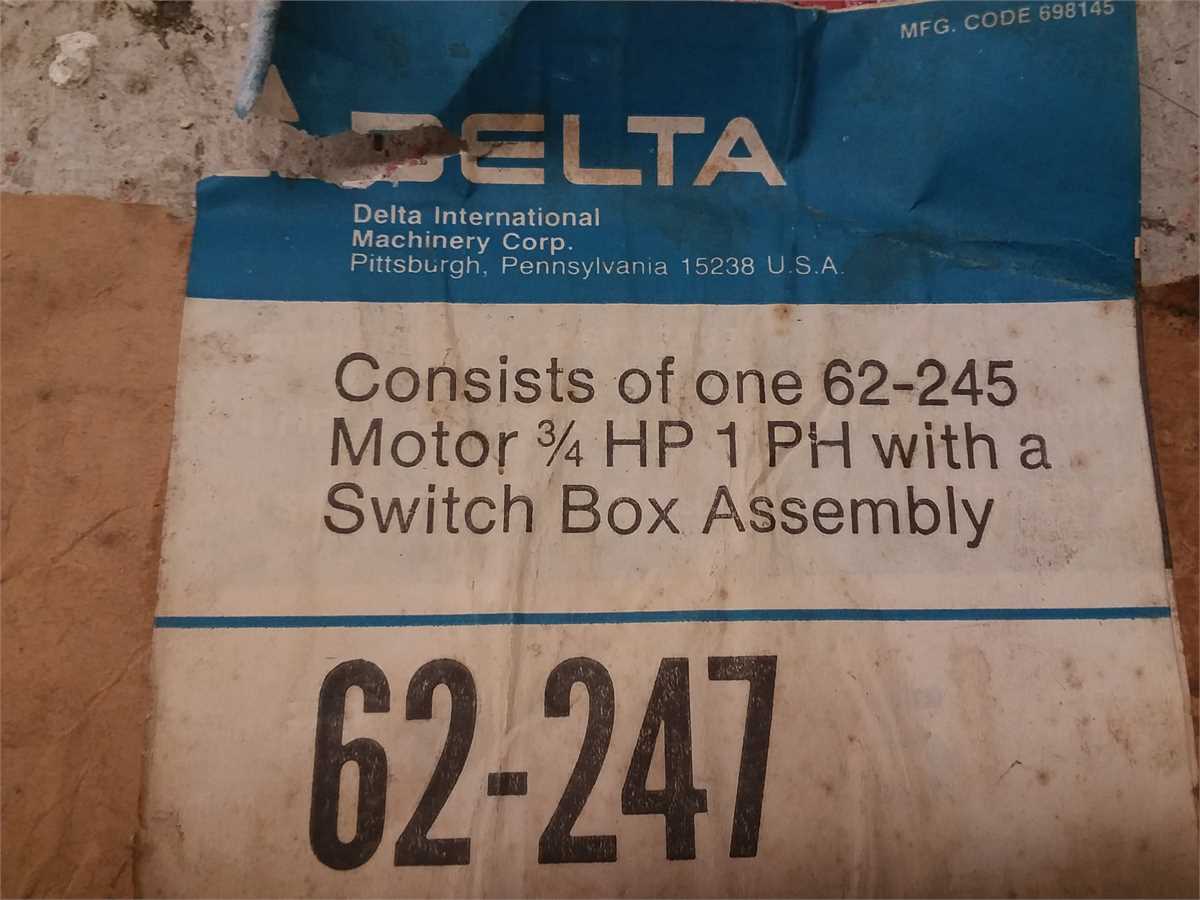 MFG. CODE 698145
DELTA
Delta International
Machinery Corp.
Pittsburgh, Pennsylvania 15238 U.S.A.
Consists of one 62-245
Motor ¾ HP 1 PH with a
Switch Box Assembly
62-247